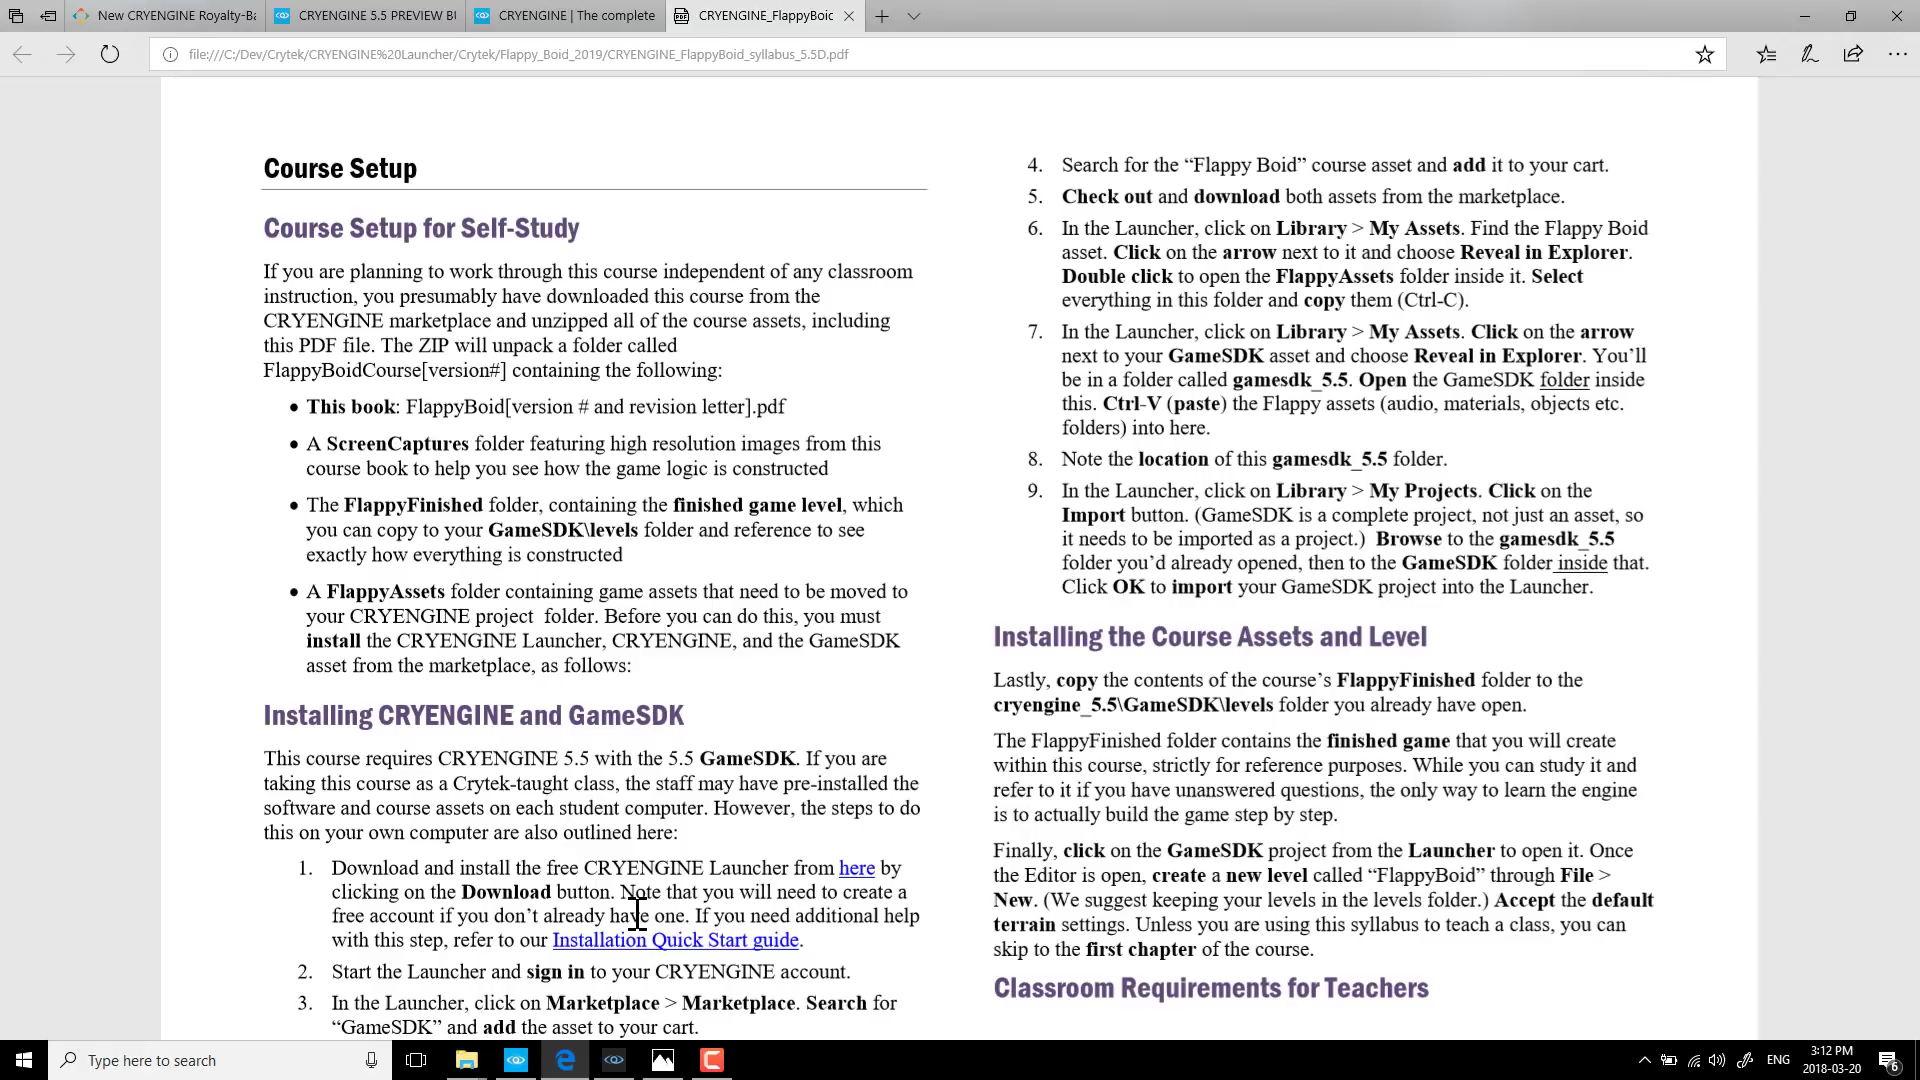 New CRYENGINE Royalty-Ba
CRYENGINE 5.5 PREVIEW BU
CRYENGINE | The complete
CRYENGINE_FlappyBoid
file:///C:/Dev/Crytek/CRYENGINE%20Launcher/Crytek/Flappy_Boid_2019/CRYENGINE_FlappyBoid_syllabus_5.5D.pdf
Course Setup
Course Setup for Self-Study
If you are planning to work through this course independent of any classroom
instruction, you presumably have downloaded this course from the
CRYENGINE marketplace and unzipped all of the course assets, including
this PDF file. The ZIP will unpack a folder called
FlappyBoidCourse[version#] containing the following:
• This book: FlappyBoid[version # and revision letter].pdf
• A ScreenCaptures folder featuring high resolution images from this
course book to help you see how the game logic is constructed
• The FlappyFinished folder, containing the finished game level, which
you can copy to your GameSDK\levels folder and reference to see
exactly how everything is constructed
• A FlappyAssets folder containing game assets that need to be moved to
your CRYENGINE project folder. Before you can do this, you must
install the CRYENGINE Launcher, CRYENGINE, and the GameSDK
asset from the marketplace, as follows:
Installing CRYENGINE and GameSDK
This course requires CRYENGINE 5.5 with the 5.5 GameSDK. If you are
taking this course as a Crytek-taught class, the staff may have pre-installed the
software and course assets on each student computer. However, the steps to do
this on your own computer are also outlined here:
1. Download and install the free CRYENGINE Launcher from here by
clicking on the Download button. Note that you will need to create a
free account if you don’t already have one. If you need additional help
with this step, refer to our Installation Quick Start guide.
2. Start the Launcher and sign in to your CRYENGINE account.
3. In the Launcher, click on Marketplace > Marketplace. Search for
“GameSDK” and add the asset to your cart.
4. Search for the “Flappy Boid” course asset and add it to your cart.
5. Check out and download both assets from the marketplace.
6. In the Launcher, click on Library > My Assets. Find the Flappy Boid
asset. Click on the arrow next to it and choose Reveal in Explorer.
Double click to open the FlappyAssets folder inside it. Select
everything in this folder and copy them (Ctrl-C).
7. In the Launcher, click on Library > My Assets. Click on the arrow
next to your GameSDK asset and choose Reveal in Explorer. You’ll
be in a folder called gamesdk_5.5. Open the GameSDK folder inside
this. Ctrl-V (paste) the Flappy assets (audio, materials, objects etc.
folders) into here.
8. Note the location of this gamesdk_5.5 folder.
9. In the Launcher, click on Library > My Projects. Click on the
Import button. (GameSDK is a complete project, not just an asset, so
it needs to be imported as a project.) Browse to the gamesdk_5.5
folder you’d already opened, then to the GameSDK folder inside that.
Click OK to import your GameSDK project into the Launcher.
Installing the Course Assets and Level
Lastly, copy the contents of the course’s FlappyFinished folder to the
cryengine_5.5\GameSDK\levels folder you already have open.
The FlappyFinished folder contains the finished game that you will create
within this course, strictly for reference purposes. While you can study it and
refer to it if you have unanswered questions, the only way to learn the engine
is to actually build the game step by step.
Finally, click on the GameSDK project from the Launcher to open it. Once
the Editor is open, create a new level called “FlappyBoid” through File >
New. (We suggest keeping your levels in the levels folder.) Accept the default
terrain settings. Unless you are using this syllabus to teach a class, you can
skip to the first chapter of the course.
Classroom Requirements for Teachers
Type here to search
ENG
3:12 PM
2018-03-20
6